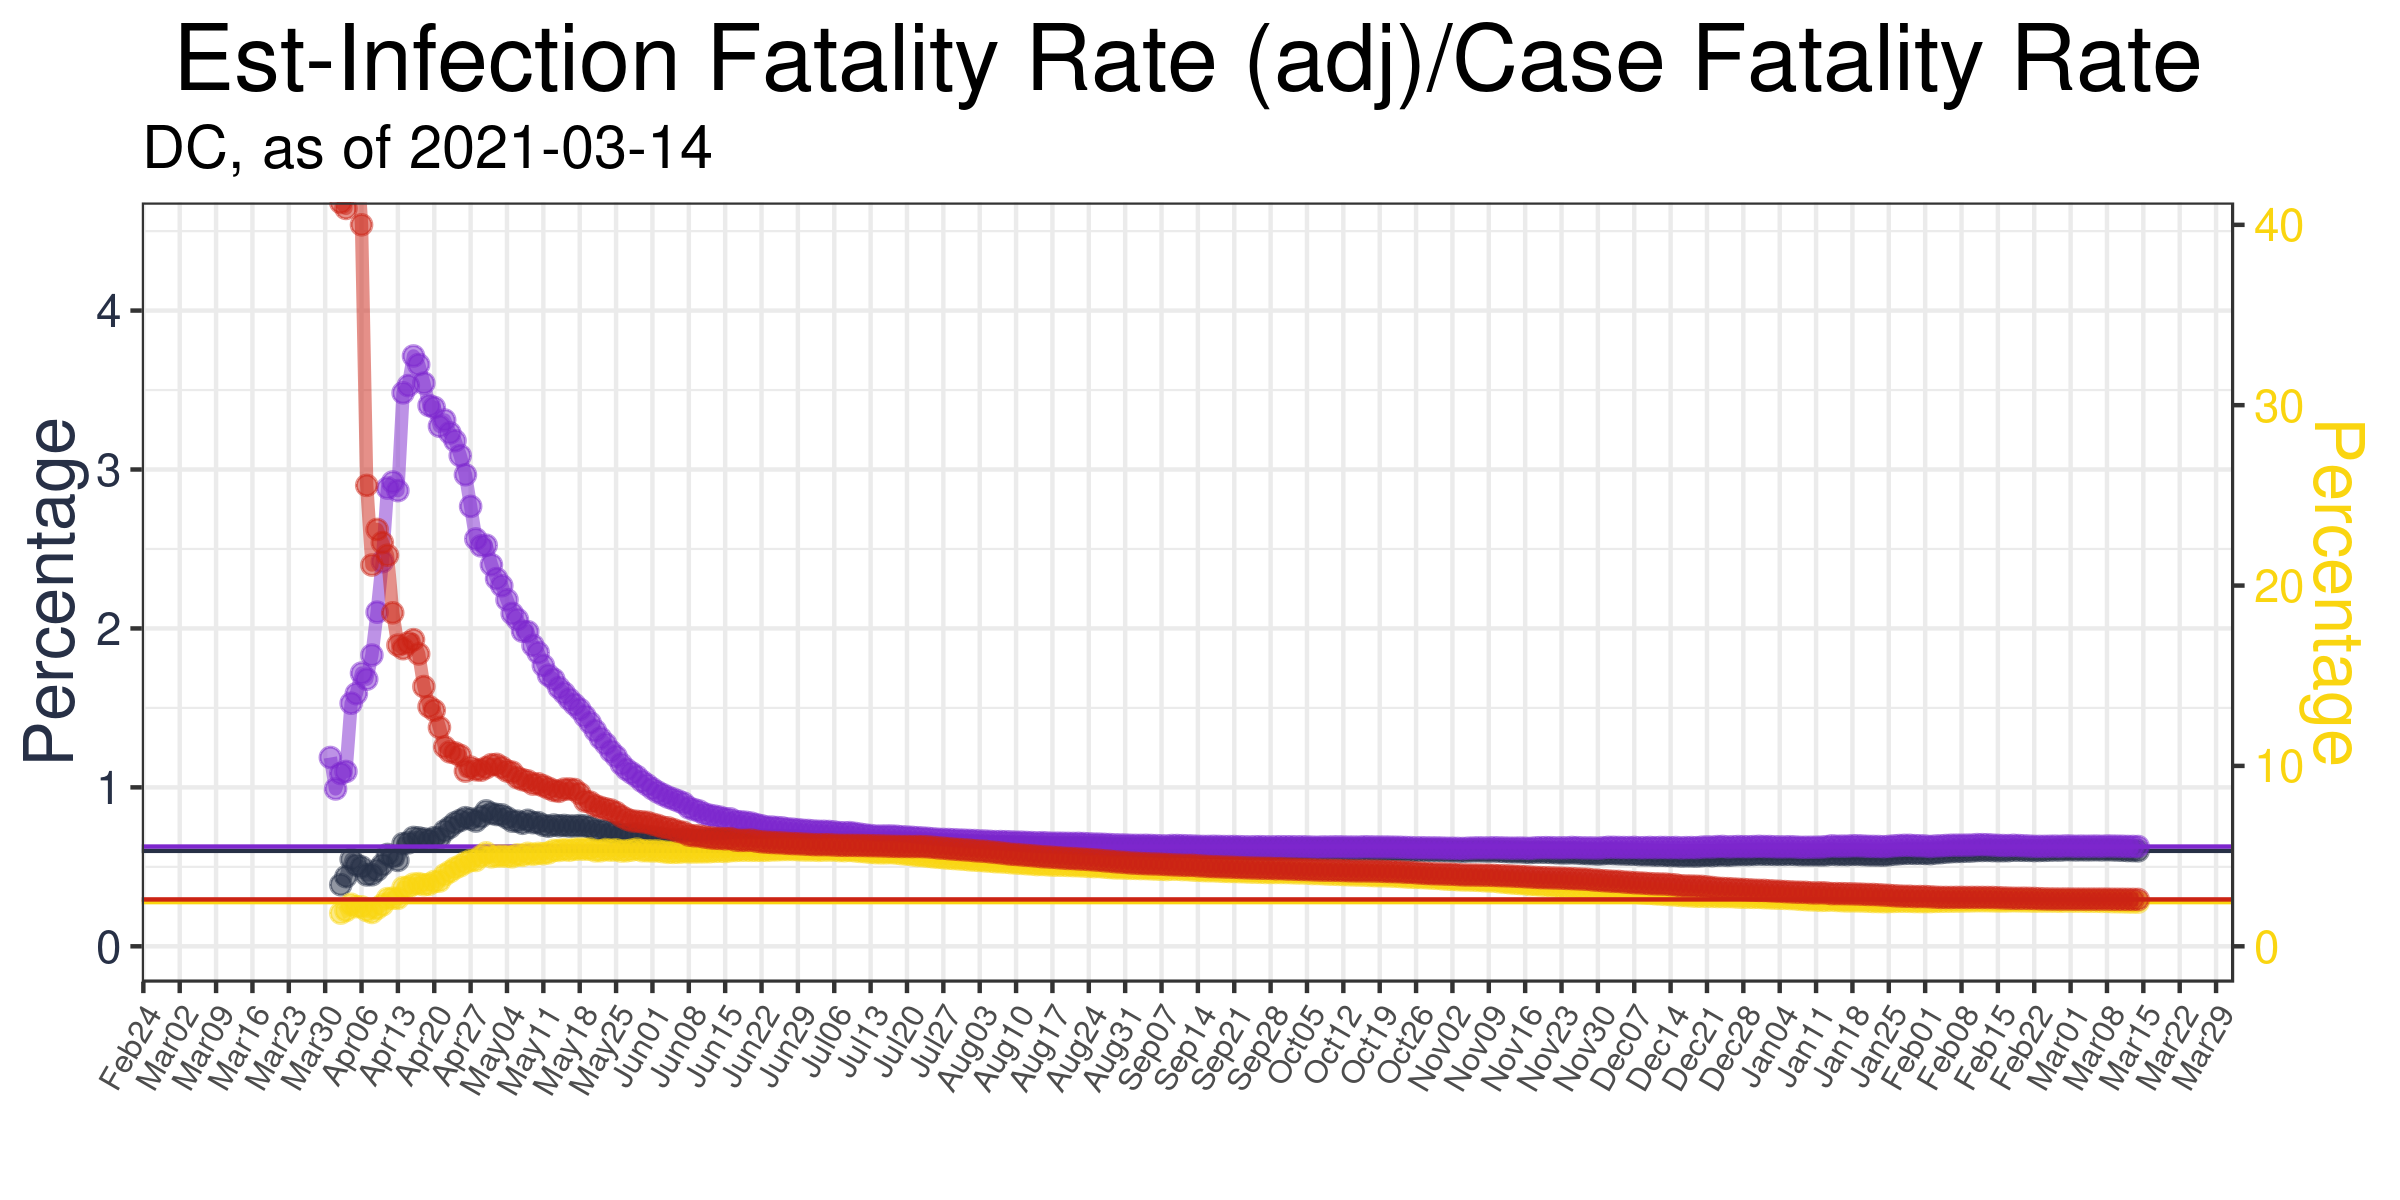 Est-Infection Fatality Rate (adj)/Case Fatality Rate
DC, as of 2021-03-14
Percentage
4
3
2
1
0
40
30
20
10
0
Percentage
Feb24
Mar02
Mar09
Mar16
Mar23
Mar30
Apr06
Apr13
Apr20
Apr27
May04
May11
May18
May25
Jun01
Jun08
Jun15
Jun22
Jun29
Jul06
Jul13
Jul20
Jul27
Aug03
Aug10
Aug17
Aug24
Aug31
Sep07
Sep14
Sep21
Sep28
Oct05
Oct12
Oct19
Oct26
Nov02
Nov09
Nov16
Nov23
Nov30
Dec07
Dec14
Dec21
Dec28
Jan04
Jan11
Jan18
Jan25
Feb01
Feb08
Feb15
Feb22
Mar01
Mar08
Mar15
Mar22
Mar29